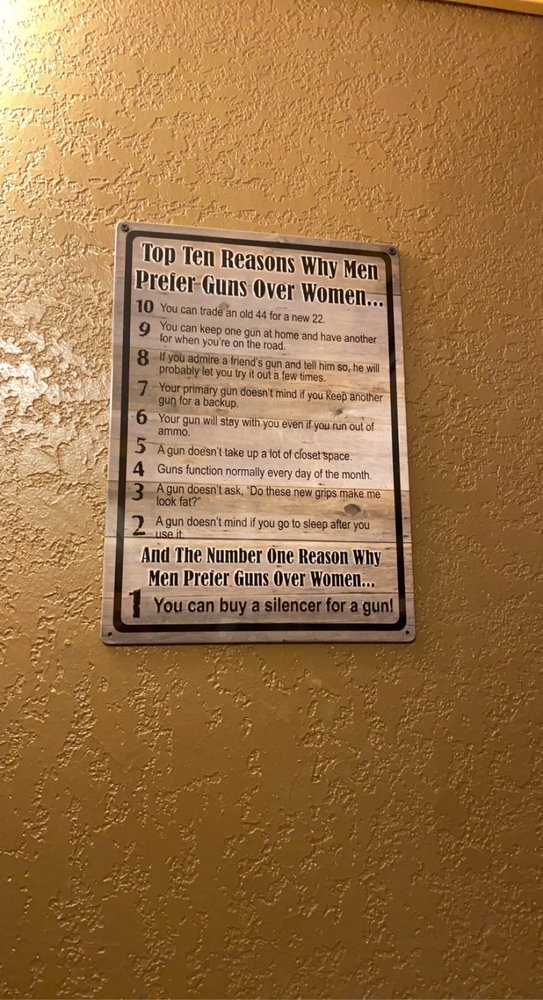 Top Ten Reasons Why Men
Prefer Guns Over Women...
10 You can trade an old 44 for a new 22.
9 You can keep one gun at home and have another
for when you're on the road.
8 If you admire a friend's gun and tell him so, he will
probably let you try it out a few times.
7 Your primary gun doesn't mind if you keep another
gun for a backup.
6 Your gun will stay with you even if you run out of
ammo.
5 A gun doesn't take up a lot of closet space.
4 Guns function normally every day of the month.
3 A gun doesn't ask, "Do these new grips make me
look fat?"
2 A gun doesn't mind if you go to sleep after you
use it.
And The Number One Reason Why
Men Prefer Guns Over Women...
1 You can buy a silencer for a gun!